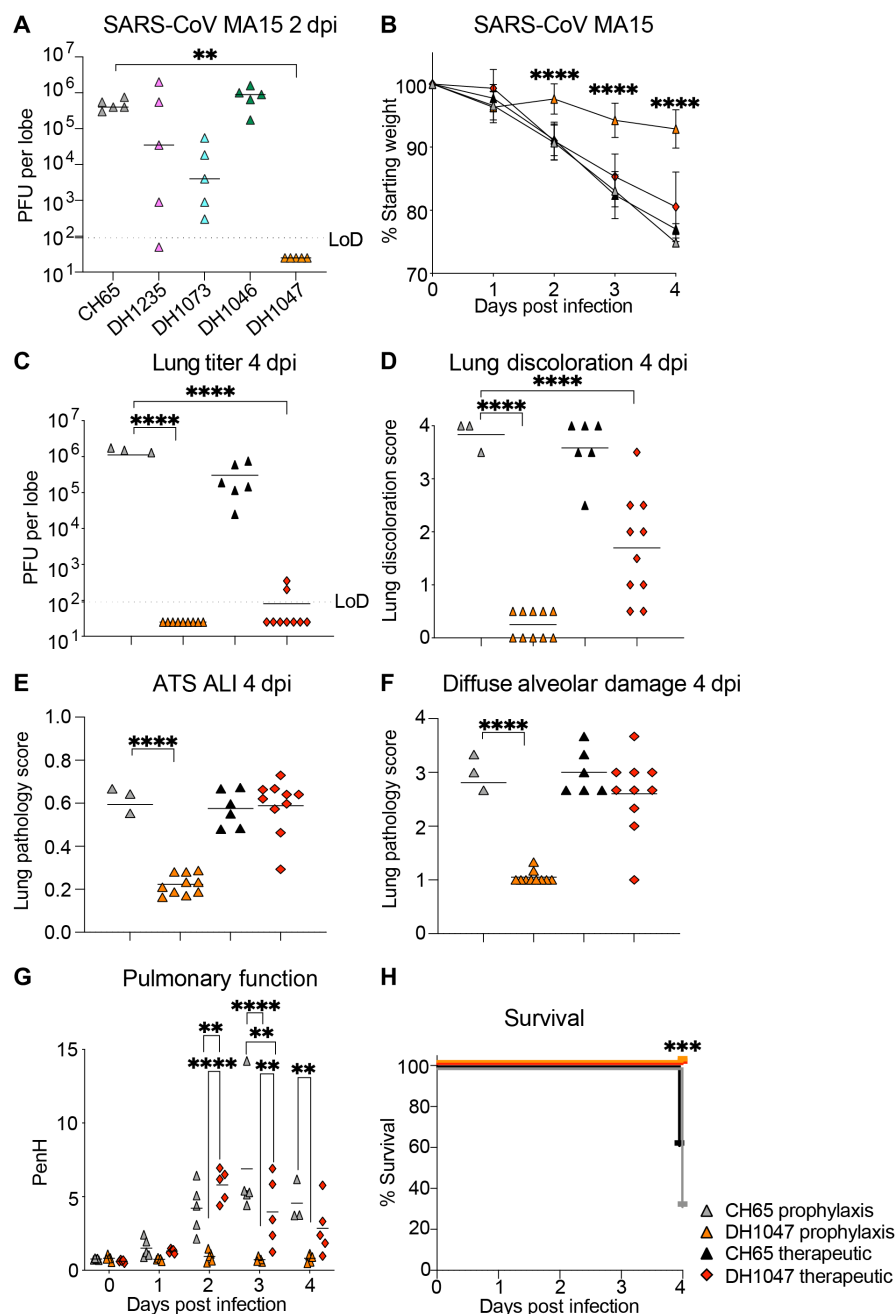 A SARS-CoV MA15 2 dpi
**
PFU per lobe
10^7
10^6
10^5
10^4
10^3
10^2
10^1
LoD
CH65 DH1235 DH1073 DH1046 DH1047
B SARS-CoV MA15
**** **** ****
% Starting weight
100
90
80
70
0 1 2 3 4
Days post infection
C Lung titer 4 dpi
****
****
PFU per lobe
10^7
10^6
10^5
10^4
10^3
10^2
10^1
LoD
D Lung discoloration 4 dpi
****
****
Lung discoloration score
4
3
2
1
0
E ATS ALI 4 dpi
****
Lung pathology score
1.0
0.8
0.6
0.4
0.2
0.0
F Diffuse alveolar damage 4 dpi
****
Lung pathology score
4
3
2
1
0
G Pulmonary function
****
** **
**** ** **
PenH
15
10
5
0
0 1 2 3 4
Days post infection
H Survival
***
% Survival
100
80
60
40
20
0
0 1 2 3 4
Days post infection
CH65 prophylaxis
DH1047 prophylaxis
CH65 therapeutic
DH1047 therapeutic